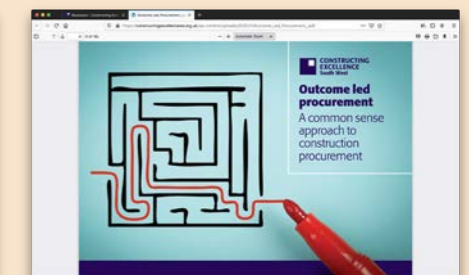 CONSTRUCTING
EXCELLENCE
South West
Outcome led
procurement
A common sense
approach to
construction
procurement